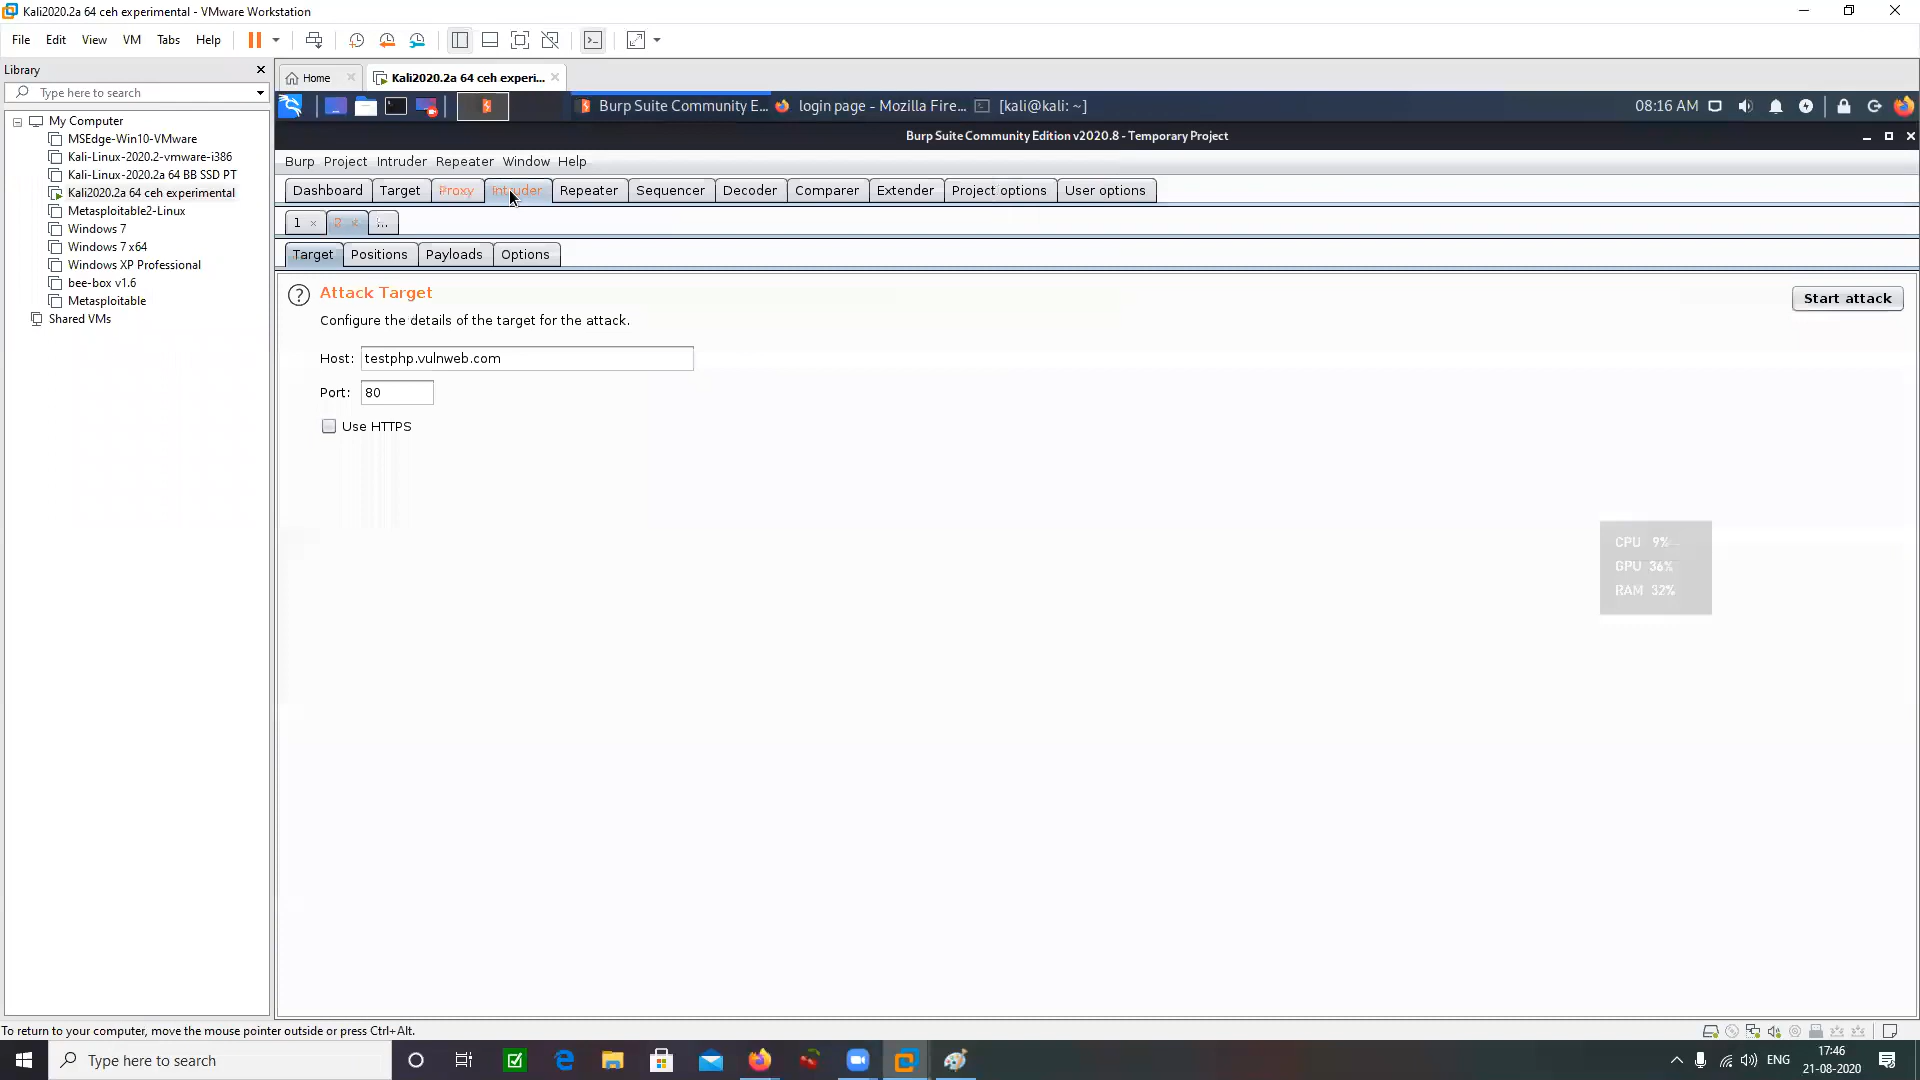 Kali2020.2a 64 ceh experimental - VMware Workstation
File Edit View VM Tabs Help
Library
Type here to search
My Computer
MSEdge-Win10-VMware
Kali-Linux-2020.2-vmware-i386
Kali-Linux-2020.2a 64 BB SSD PT
Kali2020.2a 64 ceh experimental
Metasploitable2-Linux
Windows 7
Windows 7 x64
Windows XP Professional
bee-box v1.6
Metasploitable
Shared VMs
Home Kali2020.2a 64 ceh experi...
Burp Suite Community E... login page - Mozilla Fire... [kali@kali: ~] 08:16 AM
Burp Suite Community Edition v2020.8 - Temporary Project
Burp Project Intruder Repeater Window Help
Dashboard Target Proxy Intruder Repeater Sequencer Decoder Comparer Extender Project options User options
1 × 2 × ...
Target Positions Payloads Options
? Attack Target
Start attack
Configure the details of the target for the attack.
Host: testphp.vulnweb.com
Port: 80
Use HTTPS
CPU 9%
GPU 36%
RAM 32%
To return to your computer, move the mouse pointer outside or press Ctrl+Alt.
Type here to search
ENG
17:46
21-08-2020